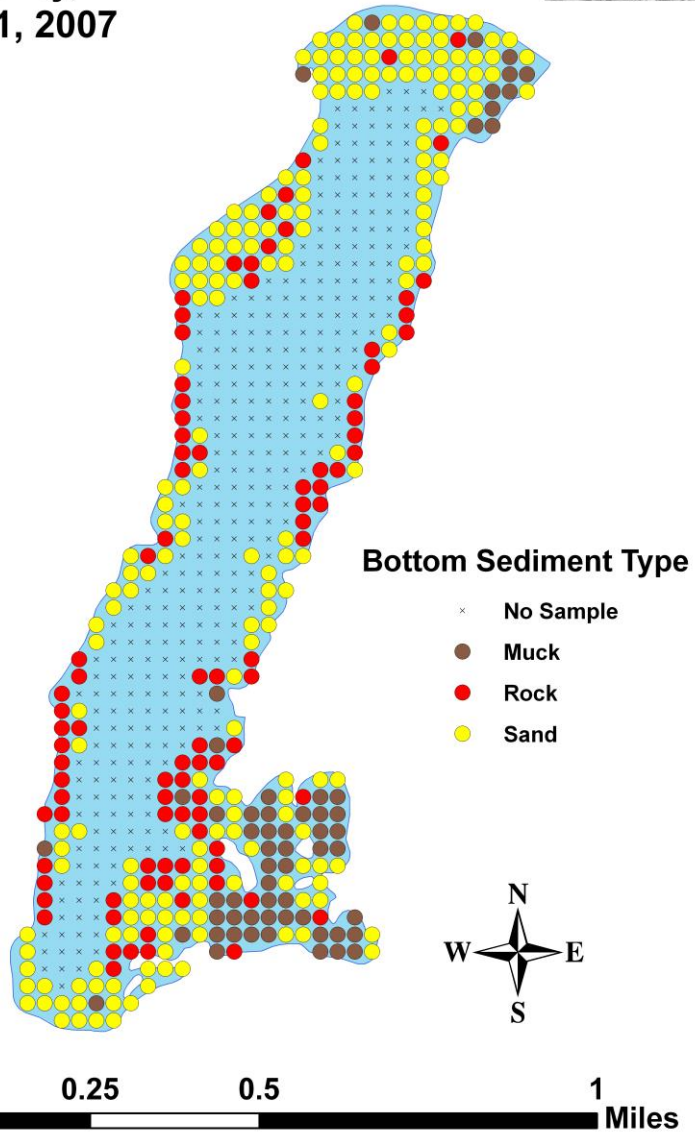 1, 2007
Bottom Sediment Type
No Sample
Muck
Rock
Sand
N
W E
S
0.25 0.5 1
Miles